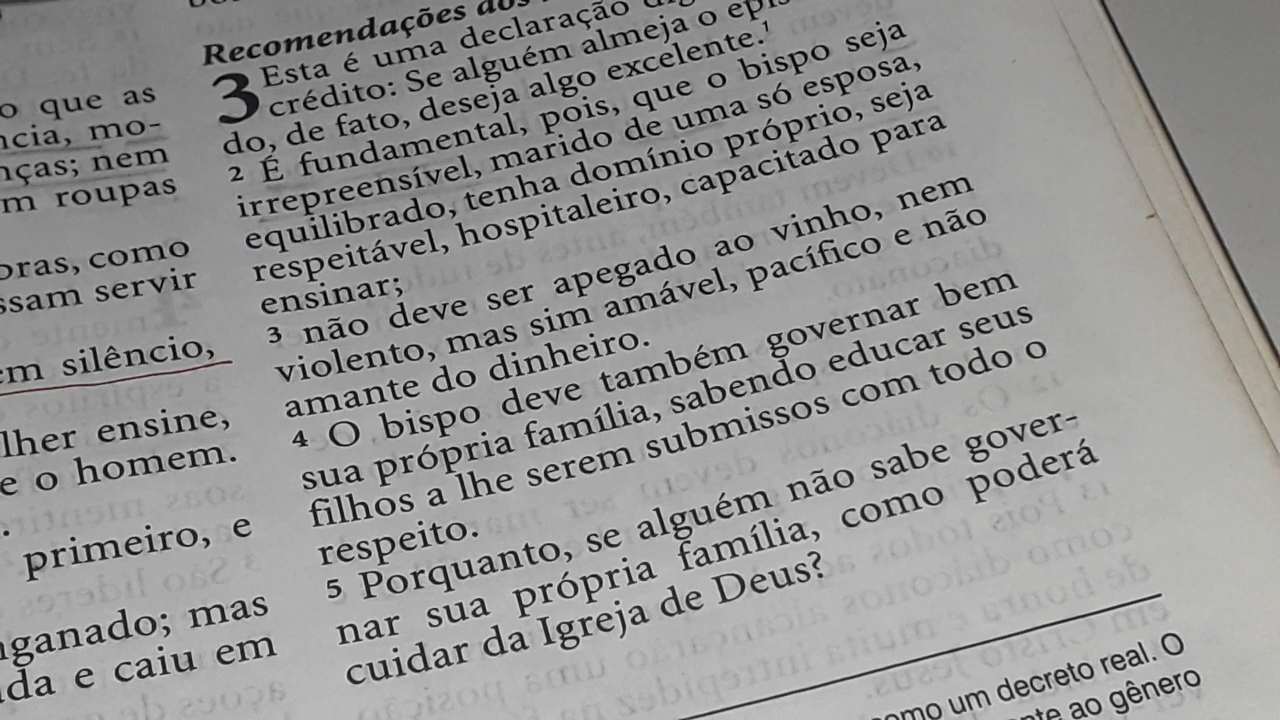 o que as
ncia, mo-
nças; nem
m roupas
oras, como
ssam servir
em silêncio,
lher ensine,
e o homem.
primeiro, e
nganado; mas
da e caiu em
Recomendações aos
3 Esta é uma declaração
crédito: Se alguém almeja o epis
do, de fato, deseja algo excelente.¹
2 É fundamental, pois, que o bispo seja
irrepreensível, marido de uma só esposa,
equilibrado, tenha domínio próprio, seja
respeitável, hospitaleiro, capacitado para
ensinar;
3 não deve ser apegado ao vinho, nem
violento, mas sim amável, pacífico e não
amante do dinheiro.
4 O bispo deve também governar bem
sua própria família, sabendo educar seus
filhos a lhe serem submissos com todo o
respeito.
5 Porquanto, se alguém não sabe gover-
nar sua própria família, como poderá
cuidar da Igreja de Deus?
omo um decreto real. O
nte ao gênero